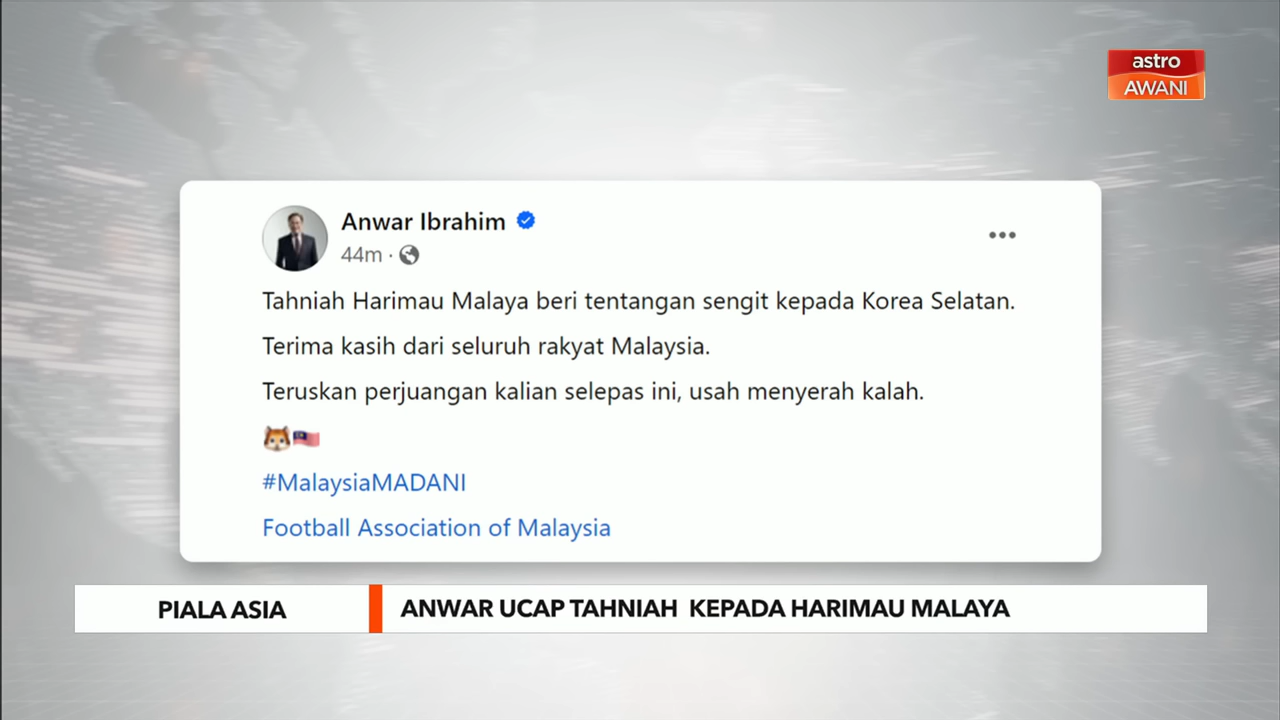 astro
AWANI
Anwar Ibrahim
44m ·
Tahniah Harimau Malaya beri tentangan sengit kepada Korea Selatan.
Terima kasih dari seluruh rakyat Malaysia.
Teruskan perjuangan kalian selepas ini, usah menyerah kalah.
🐯🇲🇾
#MalaysiaMADANI
Football Association of Malaysia
PIALA ASIA
ANWAR UCAP TAHNIAH KEPADA HARIMAU MALAYA